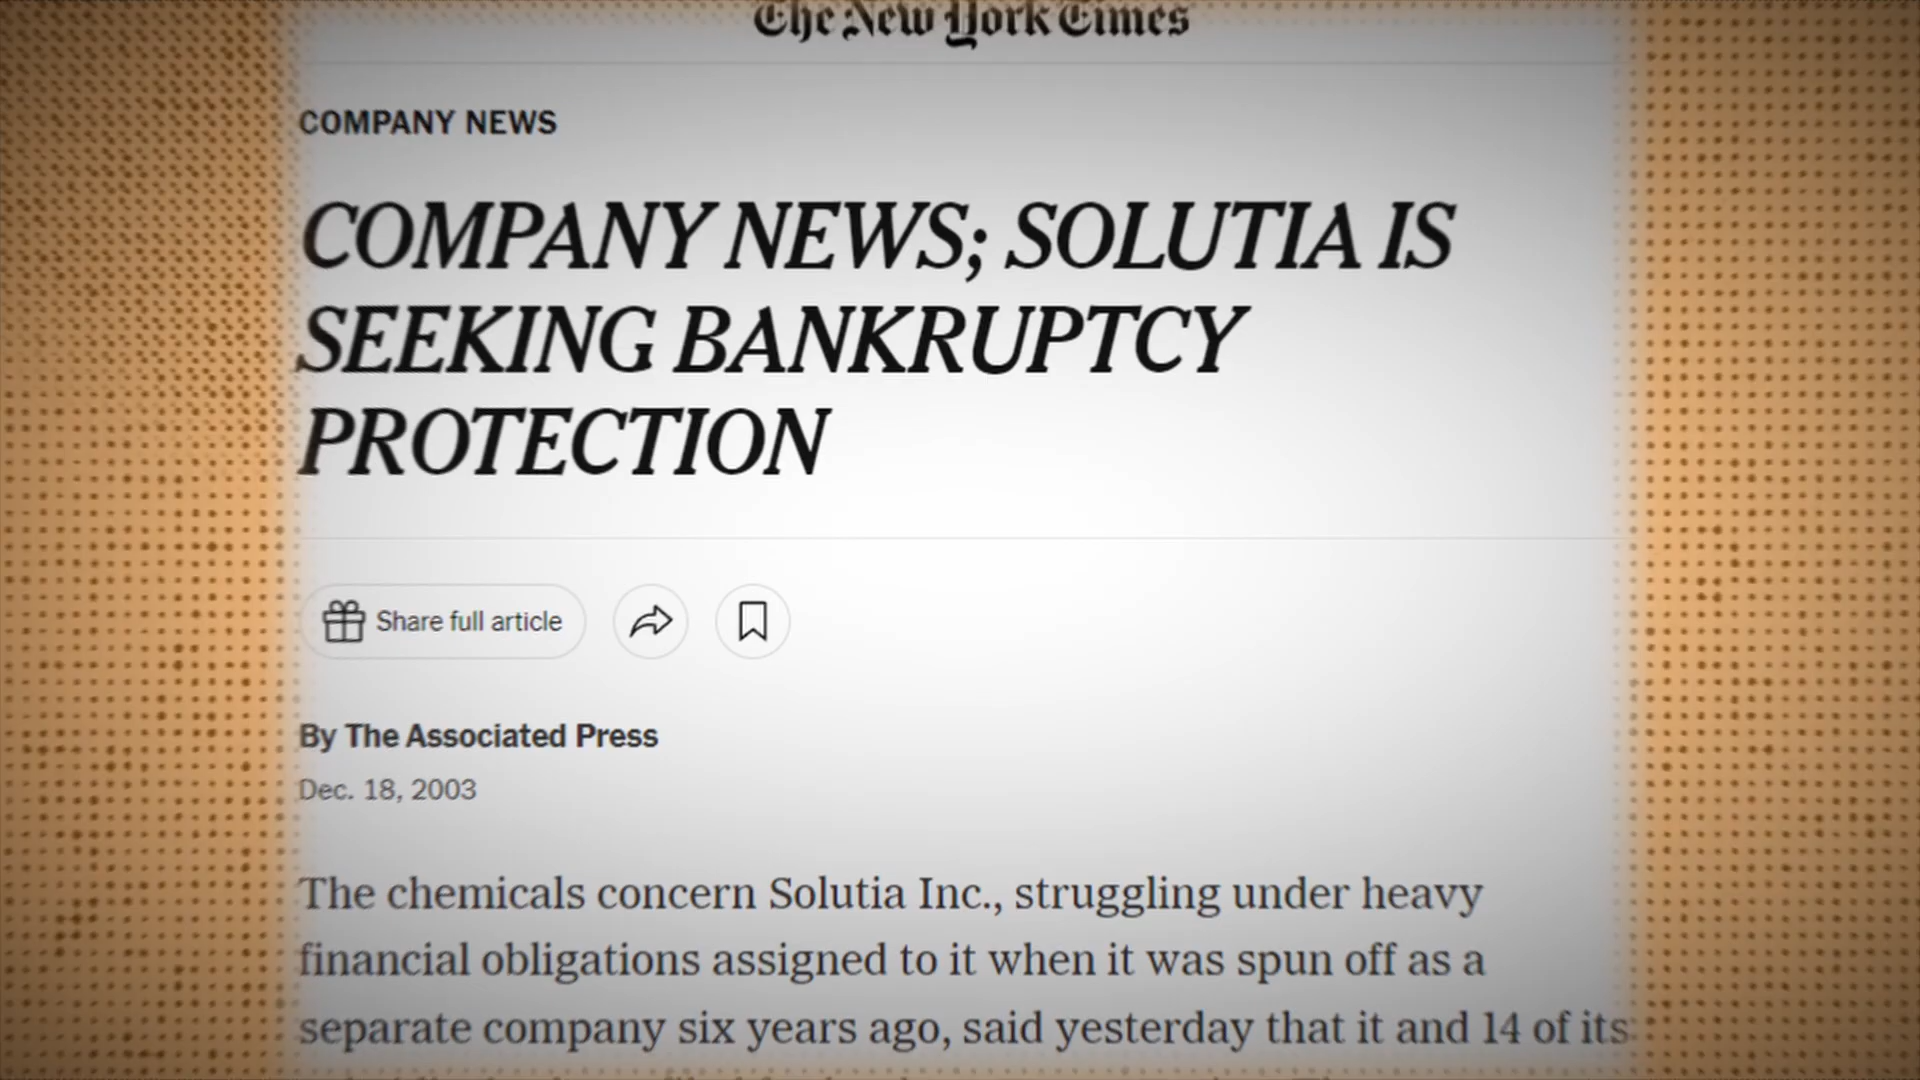 The New York Times
COMPANY NEWS
COMPANY NEWS; SOLUTIA IS
SEEKING BANKRUPTCY
PROTECTION
Share full article
By The Associated Press
Dec. 18, 2003
The chemicals concern Solutia Inc., struggling under heavy
financial obligations assigned to it when it was spun off as a
separate company six years ago, said yesterday that it and 14 of its